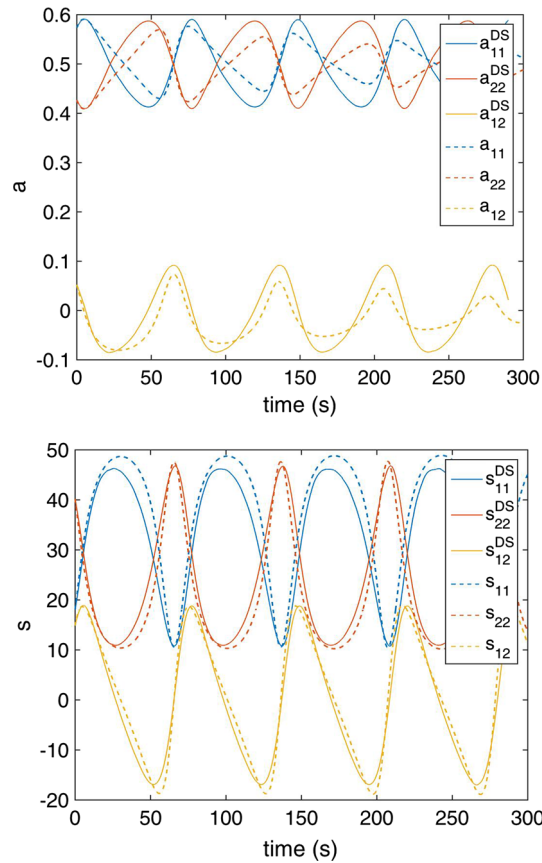 0.6
0.5
0.4
0.3
0.2
0.1
0
-0.1
a
0 50 100 150 200 250 300
time (s)
a₁₁ᴰˢ
a₂₂ᴰˢ
a₁₂ᴰˢ
a₁₁
a₂₂
a₁₂
50
40
30
20
10
0
-10
-20
s
0 50 100 150 200 250 300
time (s)
s₁₁ᴰˢ
s₂₂ᴰˢ
s₁₂ᴰˢ
s₁₁
s₂₂
s₁₂